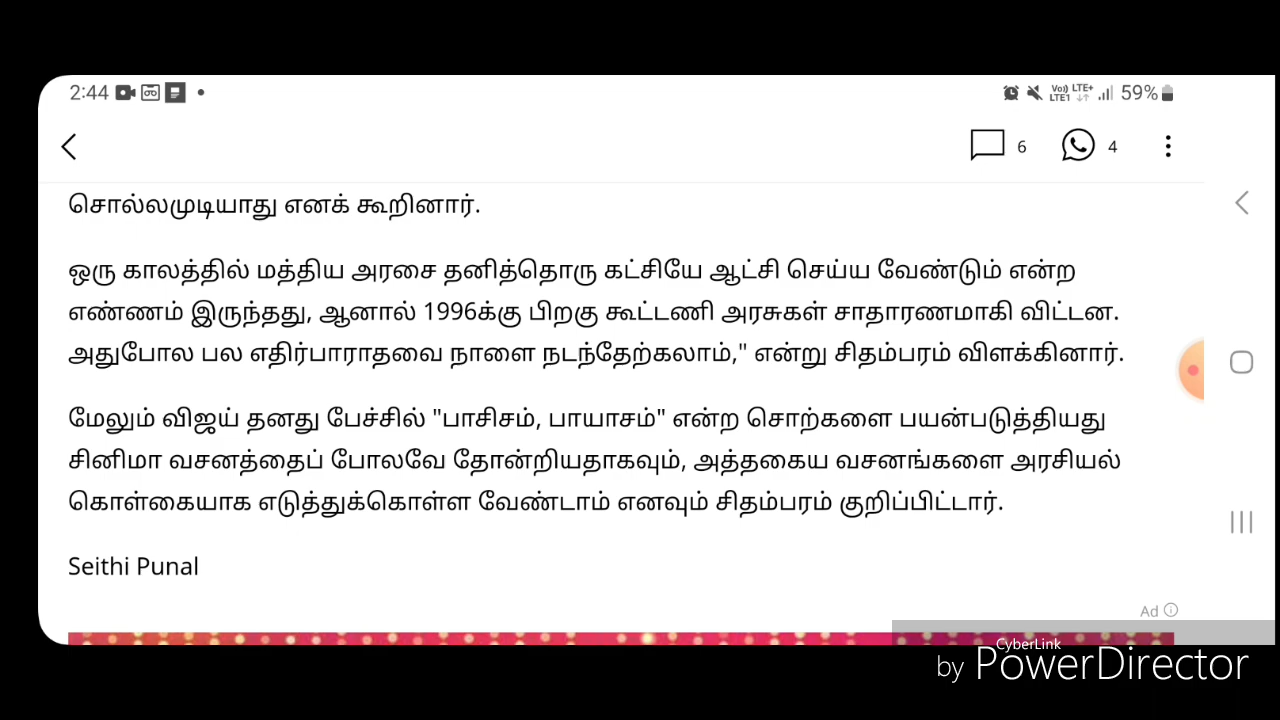 2:44
Vo) LTE1 LTE+ 59%
6 4
சொல்லமுடியாது எனக் கூறினார்.
ஒரு காலத்தில் மத்திய அரசை தனித்தொரு கட்சியே ஆட்சி செய்ய வேண்டும் என்ற
எண்ணம் இருந்தது, ஆனால் 1996க்கு பிறகு கூட்டணி அரசுகள் சாதாரணமாகி விட்டன.
அதுபோல பல எதிர்பாராதவை நாளை நடந்தேற்கலாம்," என்று சிதம்பரம் விளக்கினார்.
மேலும் விஜய் தனது பேச்சில் "பாசிசம், பாயாசம்" என்ற சொற்களை பயன்படுத்தியது
சினிமா வசனத்தைப் போலவே தோன்றியதாகவும், அத்தகைய வசனங்களை அரசியல்
கொள்கையாக எடுத்துக்கொள்ள வேண்டாம் எனவும் சிதம்பரம் குறிப்பிட்டார்.
Seithi Punal
Ad
CyberLink
by PowerDirector